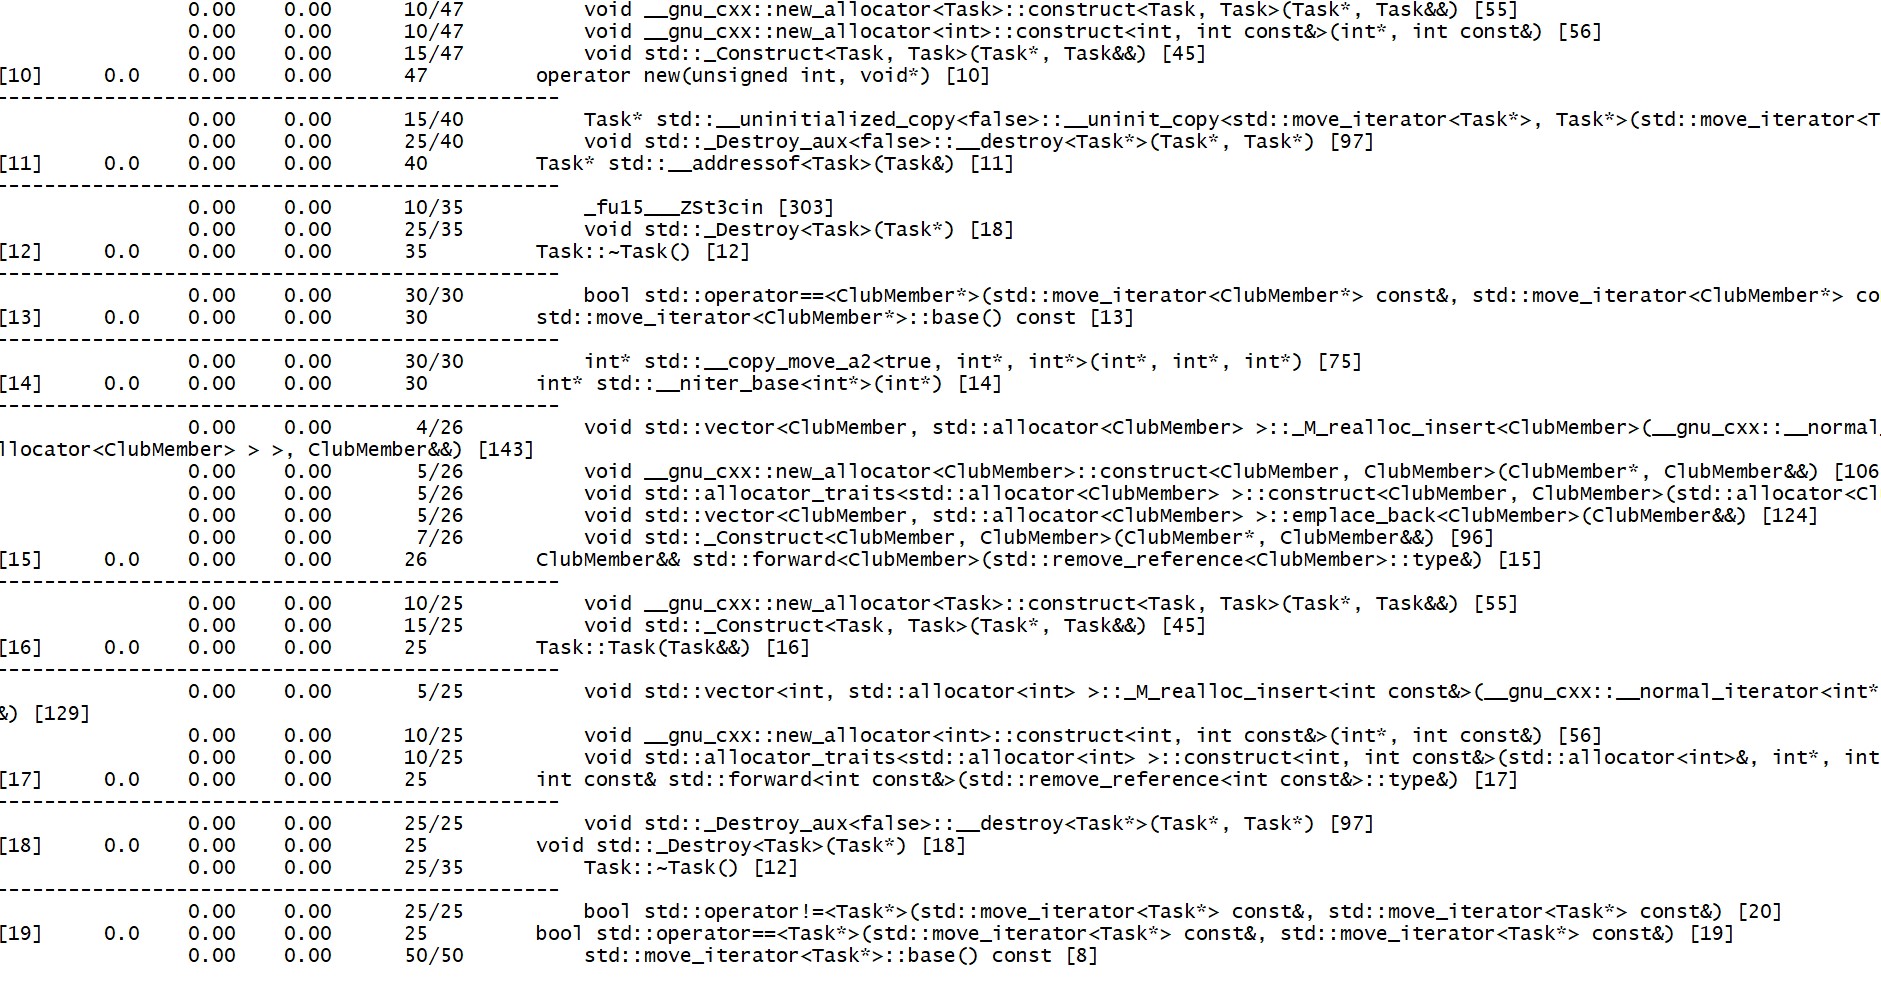 0.00 0.00 10/47 void __gnu_cxx::new_allocator<Task>::construct<Task, Task>(Task*, Task&&) [55]
0.00 0.00 10/47 void __gnu_cxx::new_allocator<int>::construct<int, int const&>(int*, int const&) [56]
0.00 0.00 15/47 void std::_Construct<Task, Task>(Task*, Task&&) [45]
[10] 0.0 0.00 0.00 47 operator new(unsigned int, void*) [10]
-----------------------------------------------
0.00 0.00 15/40 Task* std::__uninitialized_copy<false>::__uninit_copy<std::move_iterator<Task*>, Task*>(std::move_iterator<T
0.00 0.00 25/40 void std::_Destroy_aux<false>::__destroy<Task*>(Task*, Task*) [97]
[11] 0.0 0.00 0.00 40 Task* std::__addressof<Task>(Task&) [11]
-----------------------------------------------
0.00 0.00 10/35 _fu15___ZSt3cin [303]
0.00 0.00 25/35 void std::_Destroy<Task>(Task*) [18]
[12] 0.0 0.00 0.00 35 Task::~Task() [12]
-----------------------------------------------
0.00 0.00 30/30 bool std::operator==<ClubMember*>(std::move_iterator<ClubMember*> const&, std::move_iterator<ClubMember*> co
[13] 0.0 0.00 0.00 30 std::move_iterator<ClubMember*>::base() const [13]
-----------------------------------------------
0.00 0.00 30/30 int* std::__copy_move_a2<true, int*, int*>(int*, int*, int*) [75]
[14] 0.0 0.00 0.00 30 int* std::__niter_base<int*>(int*) [14]
-----------------------------------------------
0.00 0.00 4/26 void std::vector<ClubMember, std::allocator<ClubMember> >::_M_realloc_insert<ClubMember>(__gnu_cxx::__normal_
llocator<ClubMember> > >, ClubMember&&) [143]
0.00 0.00 5/26 void __gnu_cxx::new_allocator<ClubMember>::construct<ClubMember, ClubMember>(ClubMember*, ClubMember&&) [106
0.00 0.00 5/26 void std::allocator_traits<std::allocator<ClubMember> >::construct<ClubMember, ClubMember>(std::allocator<Cl
0.00 0.00 5/26 void std::vector<ClubMember, std::allocator<ClubMember> >::emplace_back<ClubMember>(ClubMember&&) [124]
0.00 0.00 7/26 void std::_Construct<ClubMember, ClubMember>(ClubMember*, ClubMember&&) [96]
[15] 0.0 0.00 0.00 26 ClubMember&& std::forward<ClubMember>(std::remove_reference<ClubMember>::type&) [15]
-----------------------------------------------
0.00 0.00 10/25 void __gnu_cxx::new_allocator<Task>::construct<Task, Task>(Task*, Task&&) [55]
0.00 0.00 15/25 void std::_Construct<Task, Task>(Task*, Task&&) [45]
[16] 0.0 0.00 0.00 25 Task::Task(Task&&) [16]
-----------------------------------------------
0.00 0.00 5/25 void std::vector<int, std::allocator<int> >::_M_realloc_insert<int const&>(__gnu_cxx::__normal_iterator<int*
&) [129]
0.00 0.00 10/25 void __gnu_cxx::new_allocator<int>::construct<int, int const&>(int*, int const&) [56]
0.00 0.00 10/25 void std::allocator_traits<std::allocator<int> >::construct<int, int const&>(std::allocator<int>&, int*, int
[17] 0.0 0.00 0.00 25 int const& std::forward<int const&>(std::remove_reference<int const&>::type&) [17]
-----------------------------------------------
0.00 0.00 25/25 void std::_Destroy_aux<false>::__destroy<Task*>(Task*, Task*) [97]
[18] 0.0 0.00 0.00 25 void std::_Destroy<Task>(Task*) [18]
0.00 0.00 25/35 Task::~Task() [12]
-----------------------------------------------
0.00 0.00 25/25 bool std::operator!=<Task*>(std::move_iterator<Task*> const&, std::move_iterator<Task*> const&) [20]
[19] 0.0 0.00 0.00 25 bool std::operator==<Task*>(std::move_iterator<Task*> const&, std::move_iterator<Task*> const&) [19]
0.00 0.00 50/50 std::move_iterator<Task*>::base() const [8]